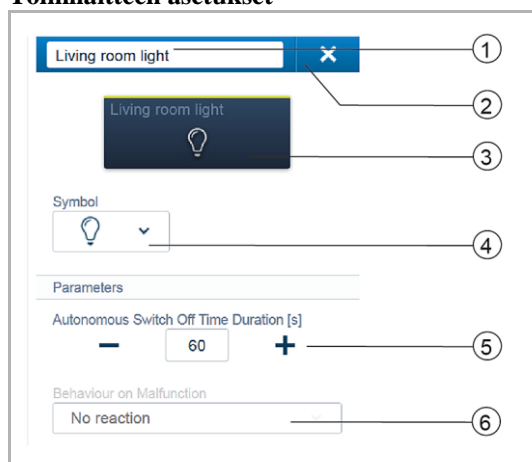 Toimilaitteen asetukset
Living room light
1
2
Living room light
3
Symbol
4
Parameters
Autonomous Switch Off Time Duration [s]
60
5
Behaviour on Malfunction
No reaction
6